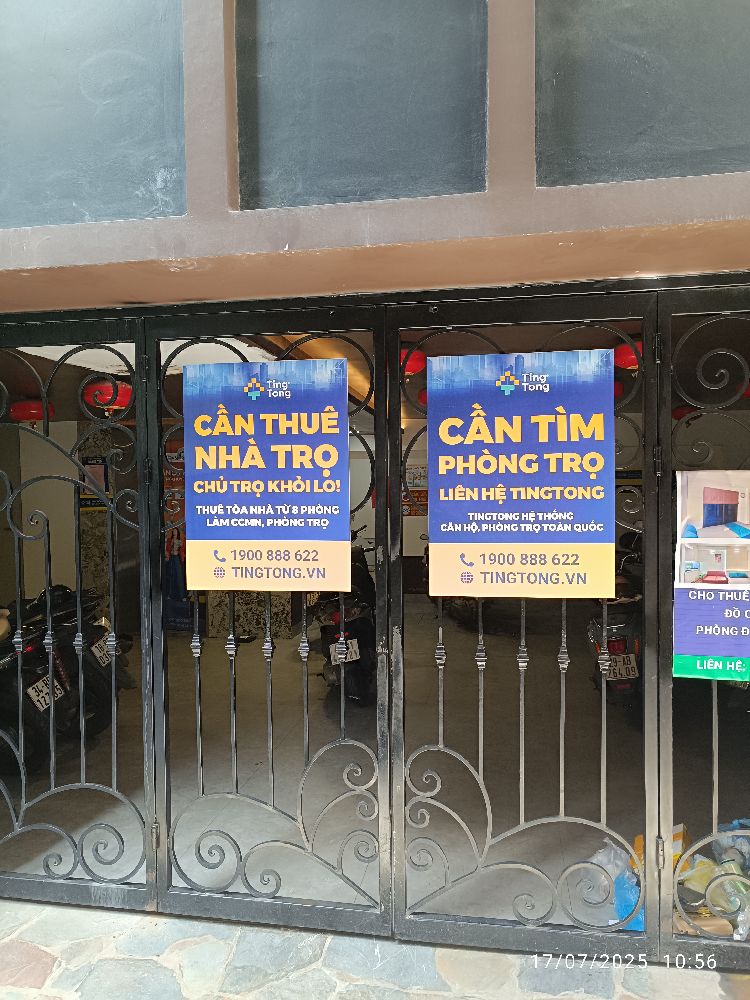 Ting
Tong
CẦN THUÊ
NHÀ TRỌ
CHỦ TRỌ KHỎI LO!
THUÊ TÒA NHÀ TỪ 8 PHÒNG
LÀM CCMN, PHÒNG TRỌ
1900 888 622
TINGTONG.VN
Ting
Tong
CẦN TÌM
PHÒNG TRỌ
LIÊN HỆ TINGTONG
TINGTONG HỆ THỐNG
CĂN HỘ, PHÒNG TRỌ TOÀN QUỐC
1900 888 622
TINGTONG.VN
CHO THUÊ
ĐỒ
PHÒNG
LIÊN HỆ:
17/07/2025 10:56